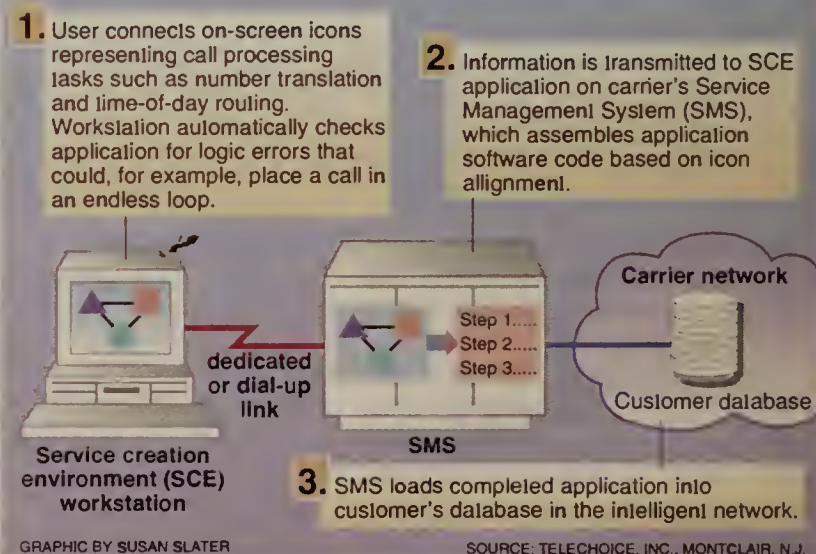 1. User connects on-screen icons
representing call processing
tasks such as number translation
and time-of-day routing.
Workstation automatically checks
application for logic errors that
could, for example, place a call in
an endless loop.
2. Information is transmitted to SCE
application on carrier's Service
Management System (SMS),
which assembles application
software code based on icon
allignment.
Carrier network
Step 1.....
Step 2.....
Step 3.....
dedicated
or dial-up
link
Customer database
SMS
Service creation
environment (SCE)
workstation
3. SMS loads completed application into
customer's database in the intelligent network.
GRAPHIC BY SUSAN SLATER
SOURCE: TELECHOICE, INC., MONTCLAIR, N.J.